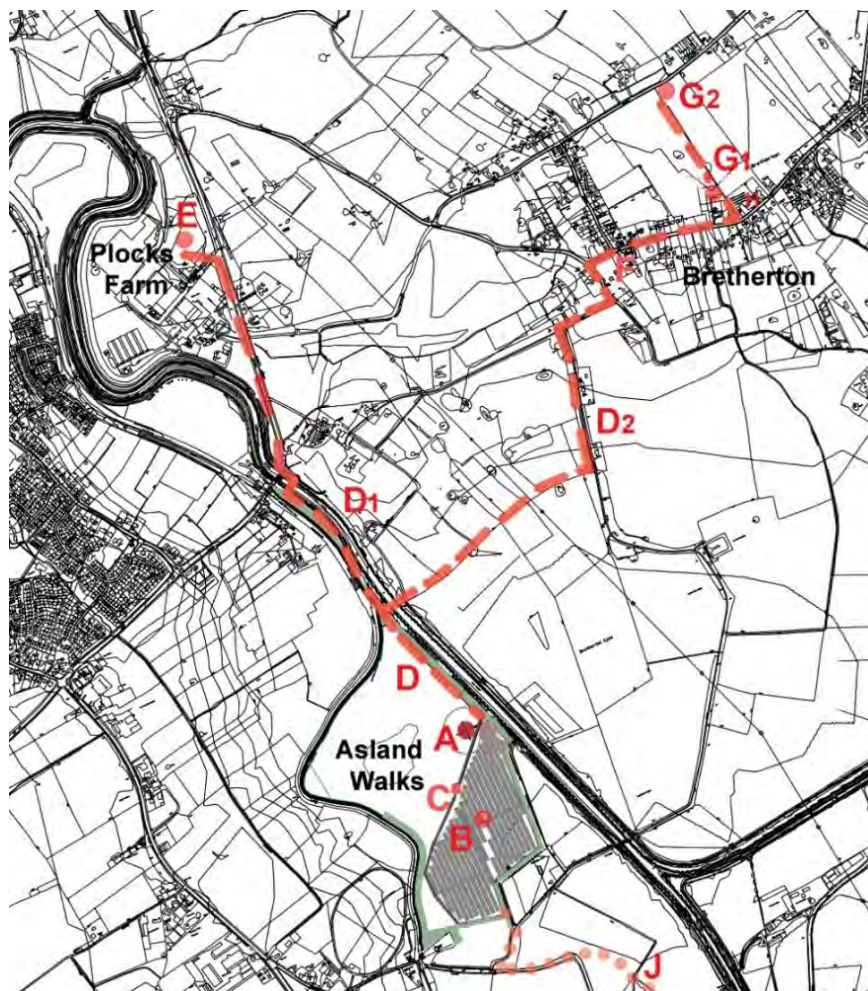 G2
G1
H
E
Plocks
Farm
F
Bretherton
D2
D1
D
A
Asland
Walks
C
B
J